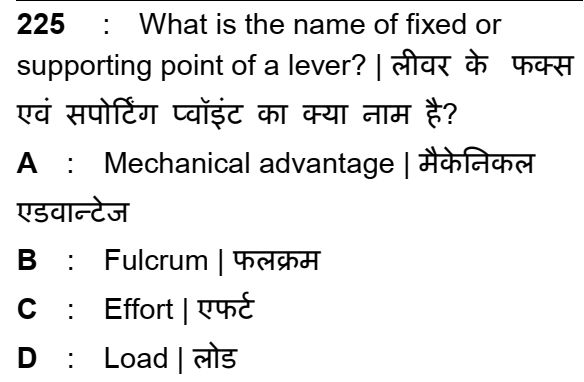 225 : What is the name of fixed or
supporting point of a lever? | लीवर के फक्स
एवं सपोर्टिंग प्वॉइंट का क्या नाम है?
A : Mechanical advantage | मैकेनिकल
एडवान्टेज
B : Fulcrum | फलक्रम
C : Effort | एफर्ट
D : Load | लोड